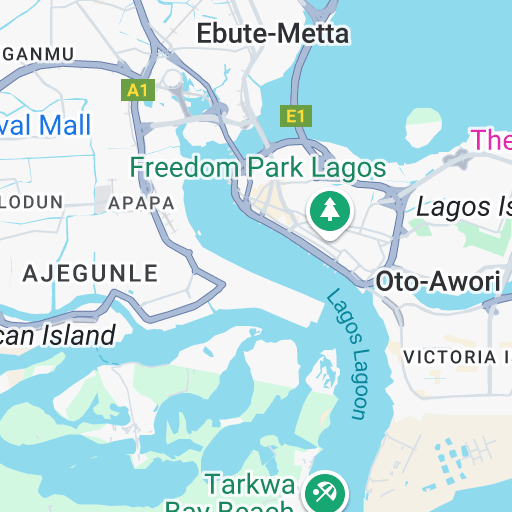 Ebute-Metta
GANMU
A1
E1
val Mall
The
Freedom Park Lagos
LODUN
APAPA
Lagos Is
AJEGUNLE
Oto-Awori
can Island
Lagos Lagoon
VICTORIA I
Tarkwa
Bay Beach